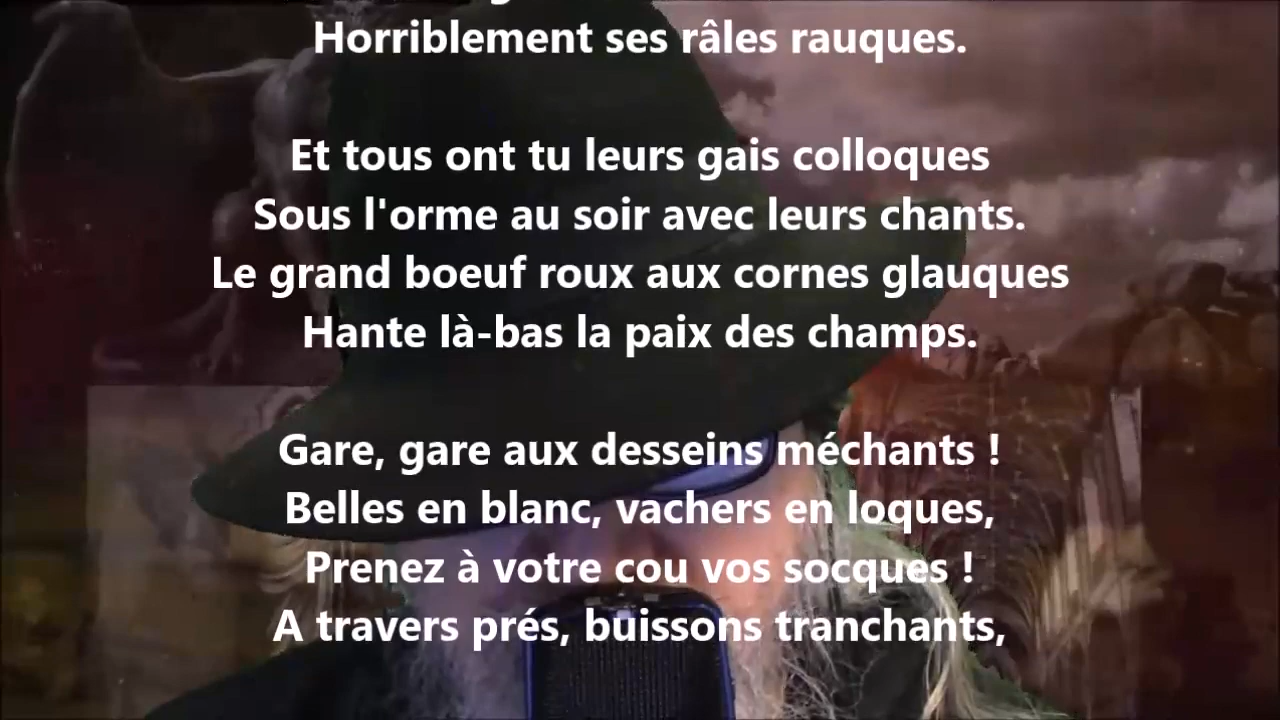 Horriblement ses râles rauques.
Et tous ont tu leurs gais colloques
Sous l'orme au soir avec leurs chants.
Le grand boeuf roux aux cornes glauques
Hante là-bas la paix des champs.
Gare, gare aux desseins méchants !
Belles en blanc, vachers en loques,
Prenez à votre cou vos socques !
A travers prés, buissons tranchants,